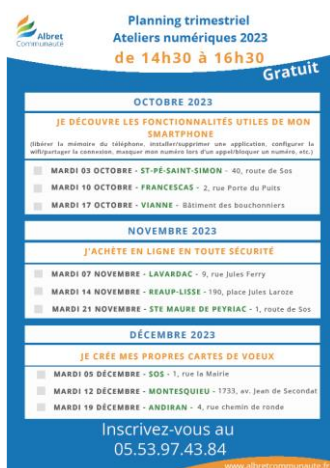 Albret
Communauté
Planning trimestriel
Ateliers numériques 2023
de 14h30 à 16h30
Gratuit
OCTOBRE 2023
JE DÉCOUVRE LES FONCTIONNALITÉS UTILES DE MON
SMARTPHONE
(libérer la mémoire du téléphone, installer/supprimer une application, configurer la
wifi/partager la connexion, masquer mon numéro lors d'un appel/bloquer un numéro, etc.)
MARDI 03 OCTOBRE - ST-PÉ-SAINT-SIMON - 40, route de Sos
MARDI 10 OCTOBRE - FRANCESCAS - 2, rue Porte du Puits
MARDI 17 OCTOBRE - VIANNE - Bâtiment des bouchonniers
NOVEMBRE 2023
J'ACHÈTE EN LIGNE EN TOUTE SÉCURITÉ
MARDI 07 NOVEMBRE - LAVARDAC - 9, rue Jules Ferry
MARDI 14 NOVEMBRE - REAUP-LISSE - 190, place Jules Laroze
MARDI 21 NOVEMBRE - STE MAURE DE PEYRIAC - 1, route de Sos
DÉCEMBRE 2023
JE CRÉE MES PROPRES CARTES DE VOEUX
MARDI 05 DÉCEMBRE - SOS - 1, rue la Mairie
MARDI 12 DÉCEMBRE - MONTESQUIEU - 1733, av. Jean de Secondat
MARDI 19 DÉCEMBRE - ANDIRAN - 4, rue chemin de ronde
Inscrivez-vous au
05.53.97.43.84
www.albretcommunaute.fr